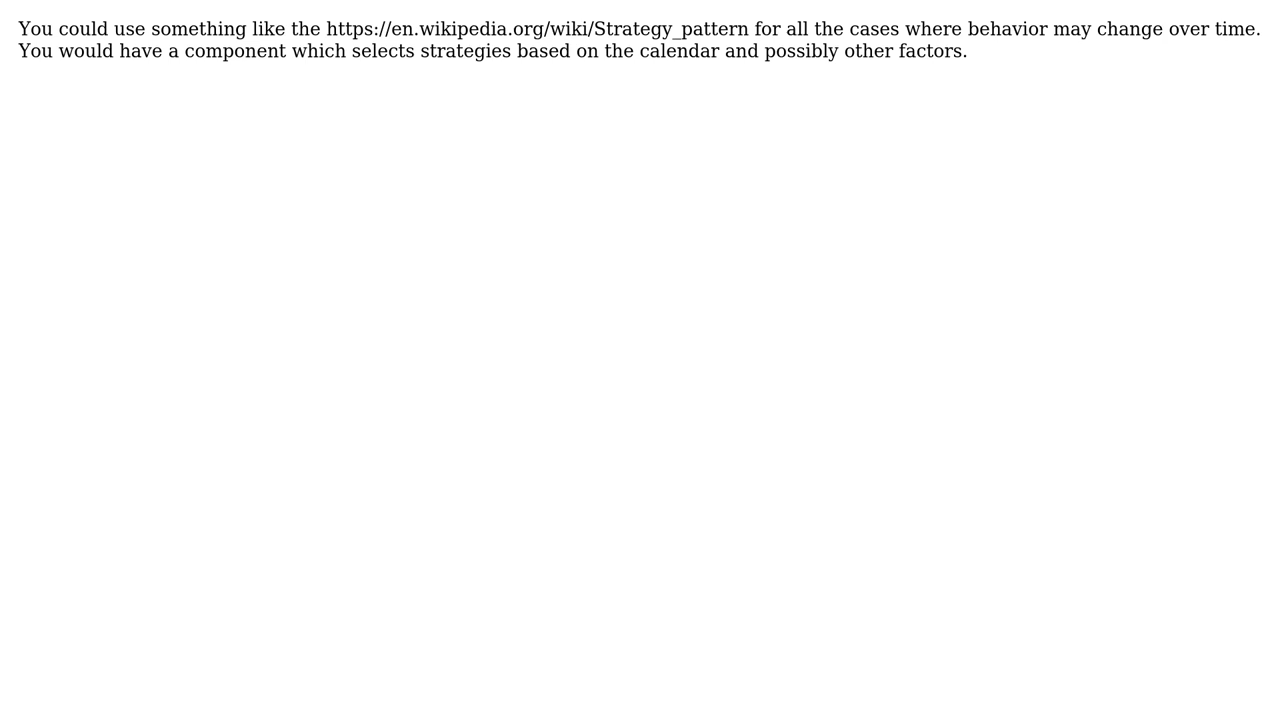 You could use something like the https://en.wikipedia.org/wiki/Strategy_pattern for all the cases where behavior may change over time.
You would have a component which selects strategies based on the calendar and possibly other factors.